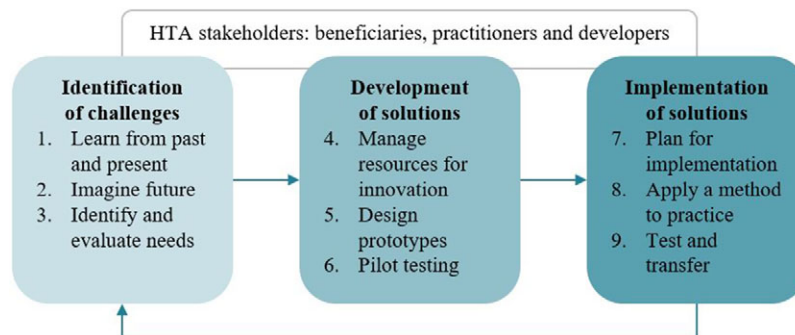 HTA stakeholders: beneficiaries, practitioners and developers
Identification
of challenges
1. Learn from past
and present
2. Imagine future
3. Identify and
evaluate needs
Development
of solutions
4. Manage
resources for
innovation
5. Design
prototypes
6. Pilot testing
Implementation
of solutions
7. Plan for
implementation
8. Apply a method
to practice
9. Test and
transfer